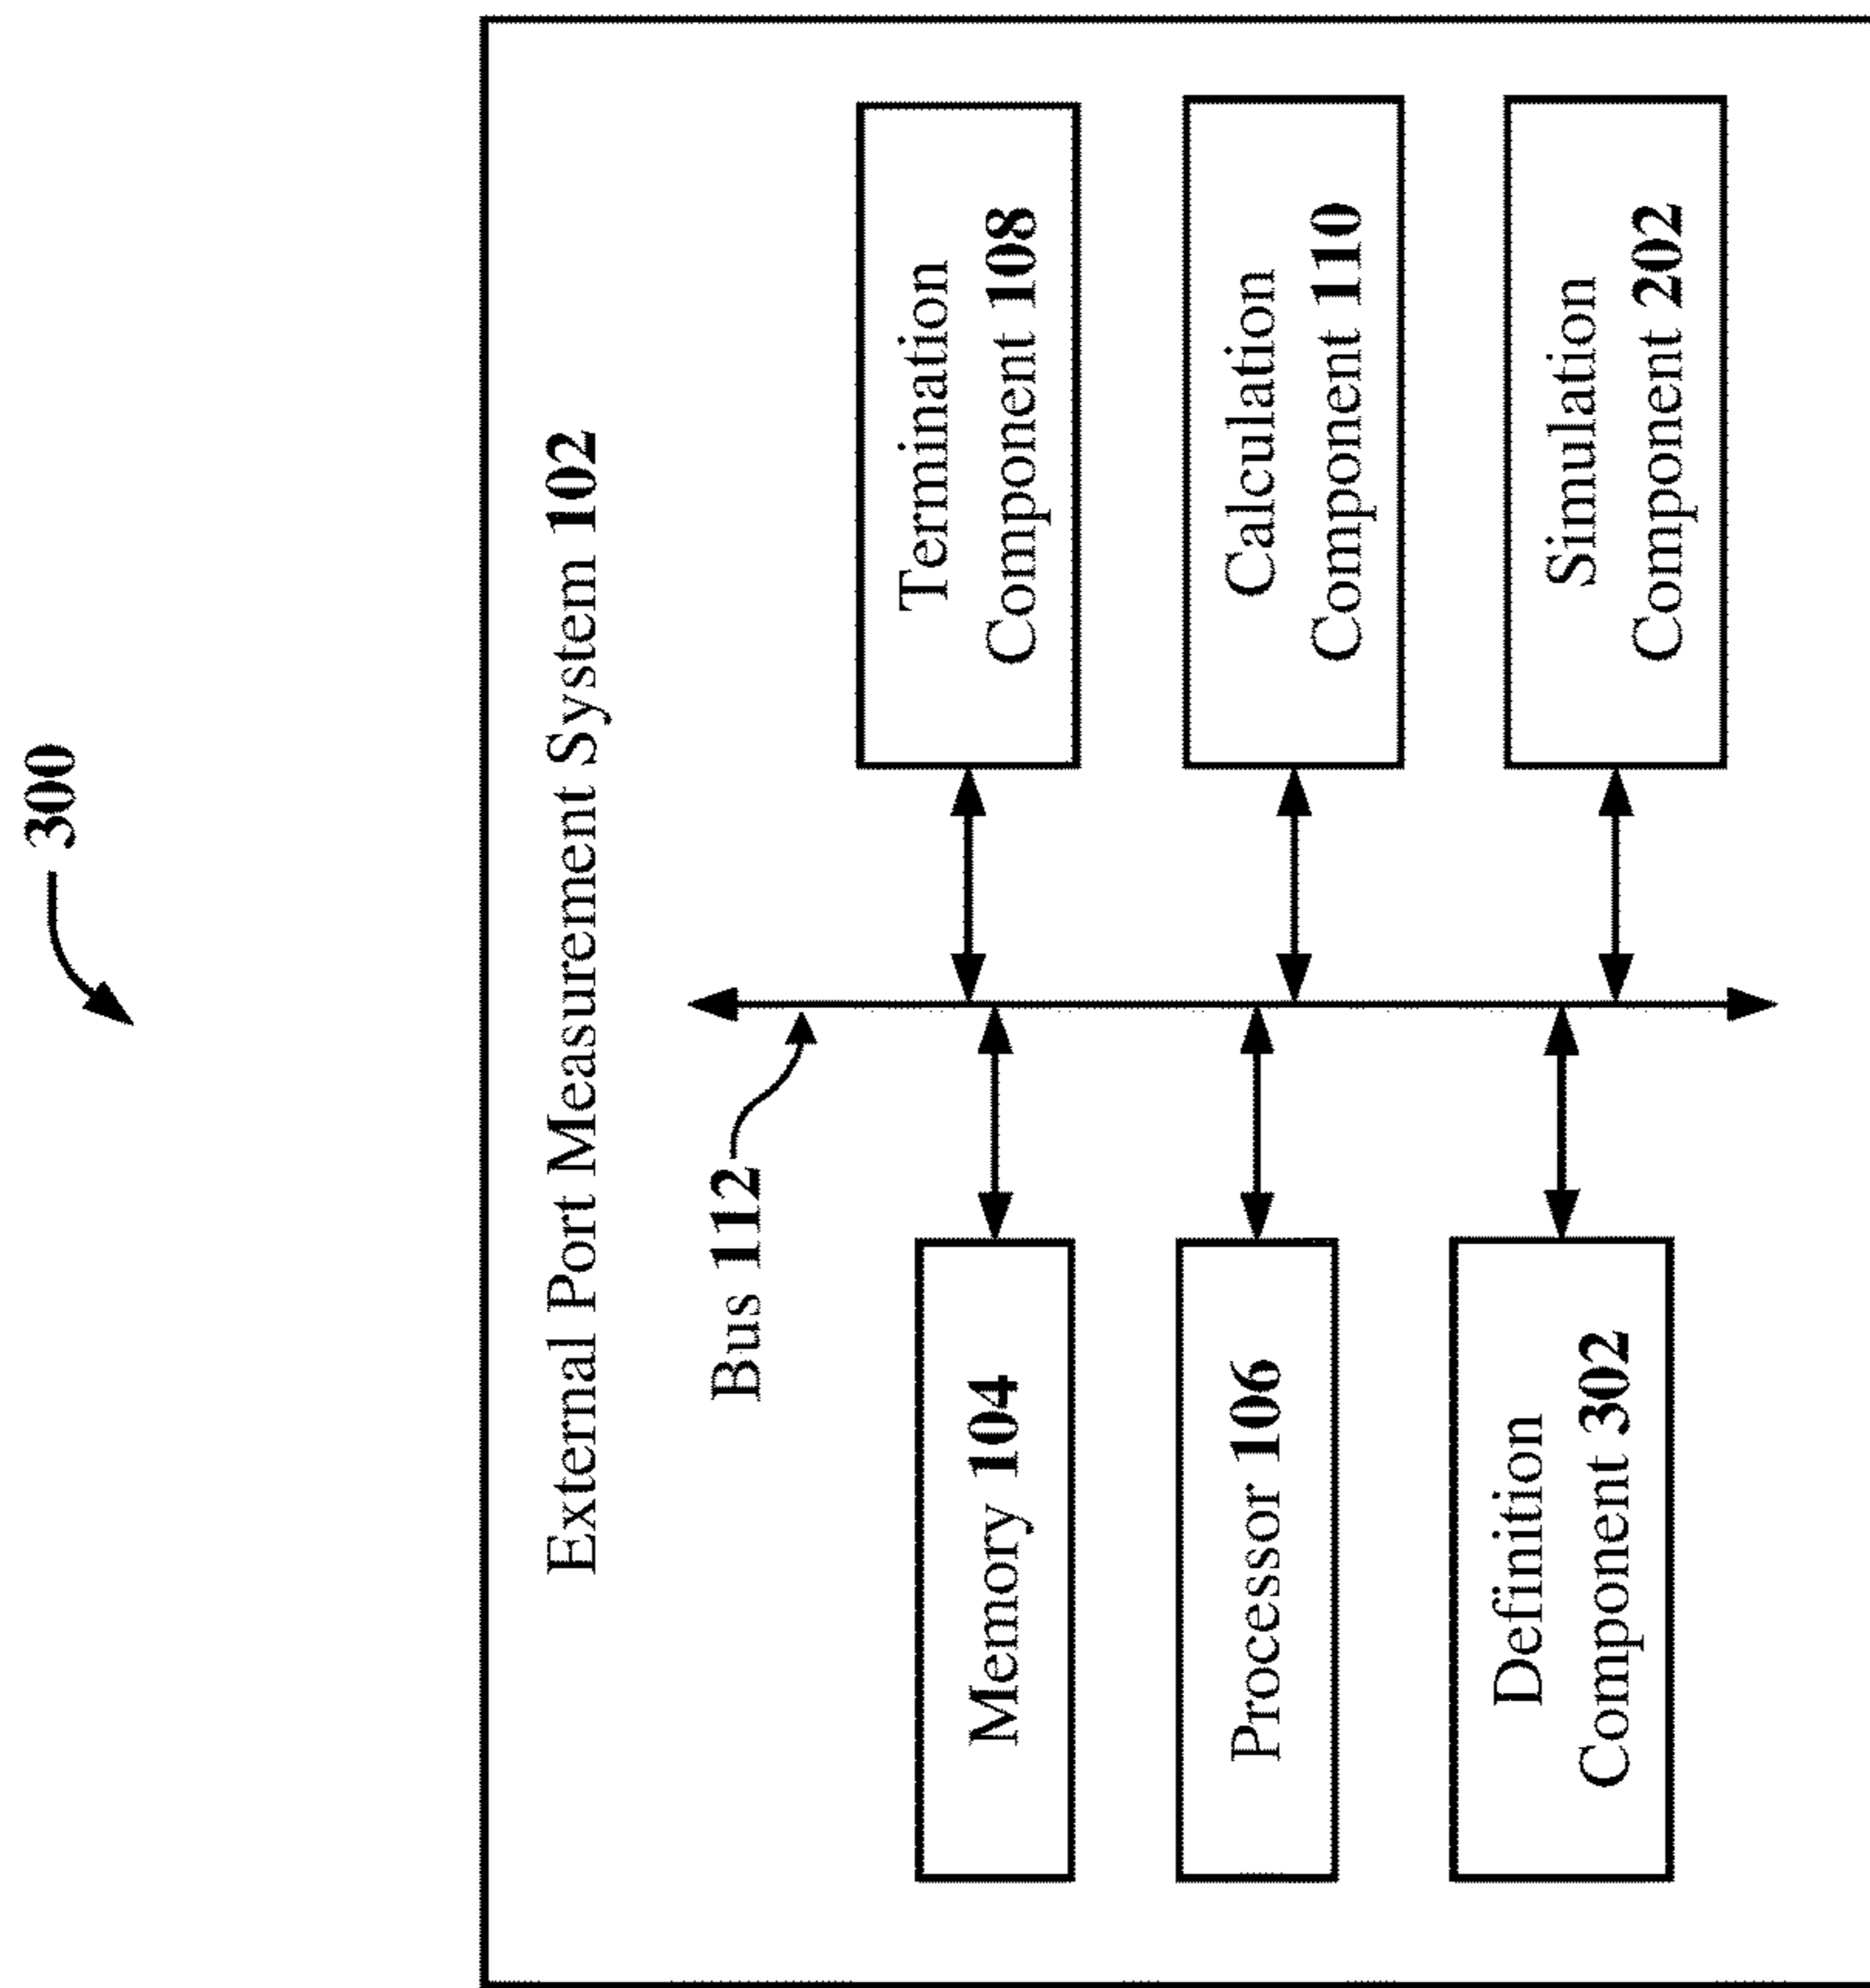 300
External Port Measurement System 102
Bus 112
Memory 104
Termination
Component 108
Processor 106
Calculation
Component 110
Definition
Component 302
Simulation
Component 202